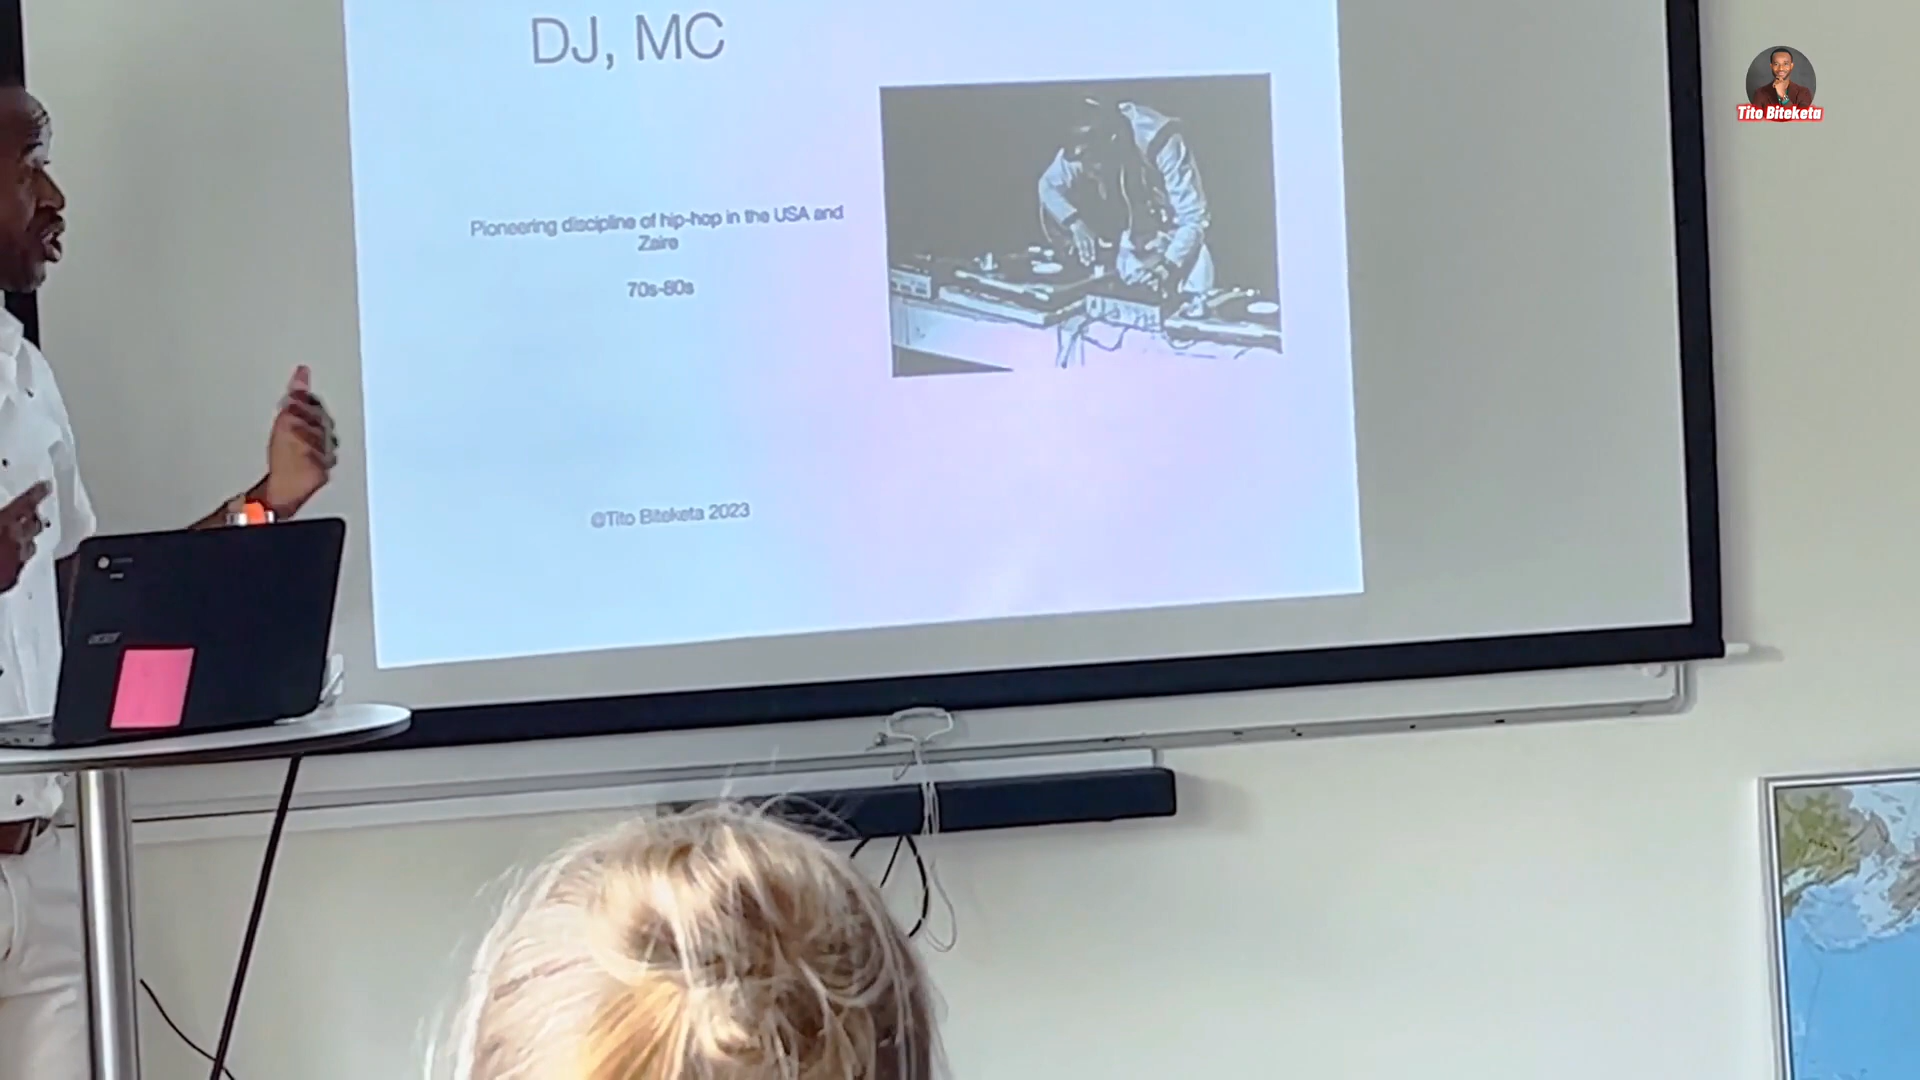 DJ, MC
Tito Biteketa
Pioneering discipline of hip-hop in the USA and
Zaire
70s-80s
@Tito Biteketa 2023
acer